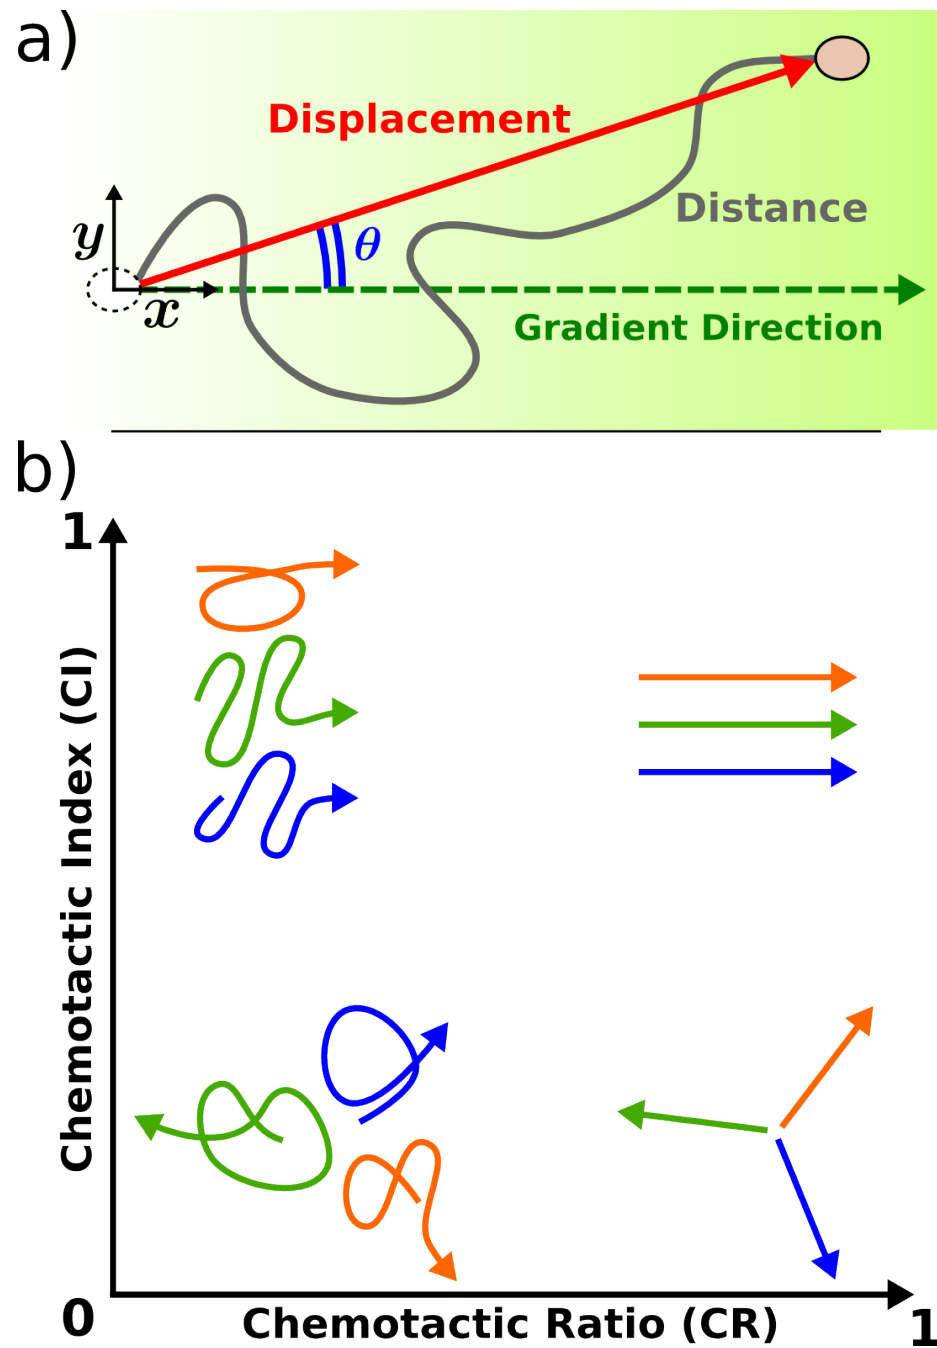 a)
Displacement
Distance
y
θ
x
Gradient Direction
b)
1
Chemotactic Index (CI)
0
Chemotactic Ratio (CR)
1